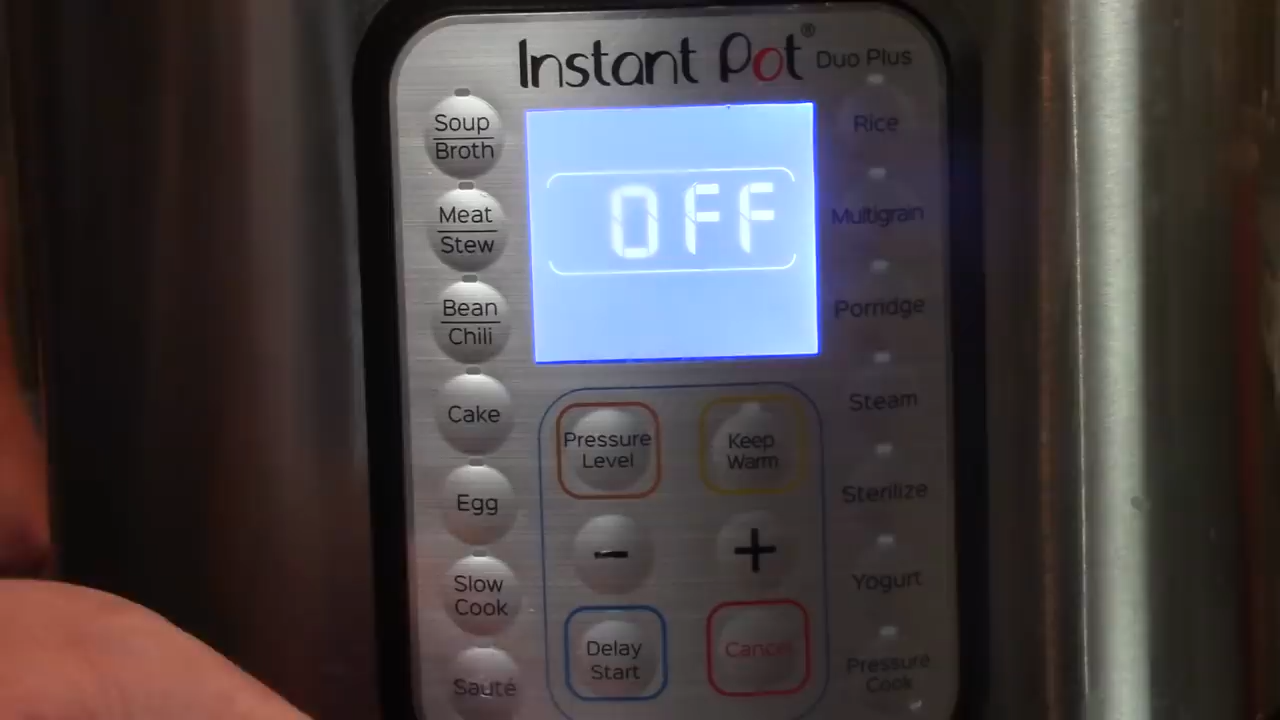 Instant Pot® Duo Plus
OFF
Soup
Broth
Meat
Stew
Bean
Chili
Cake
Egg
Slow
Cook
Sauté
Pressure
Level
Keep
Warm
−
+
Delay
Start
Cancel
Rice
Multigran
Porridge
Steam
Sterilize
Yogurt
Pressure
Cook